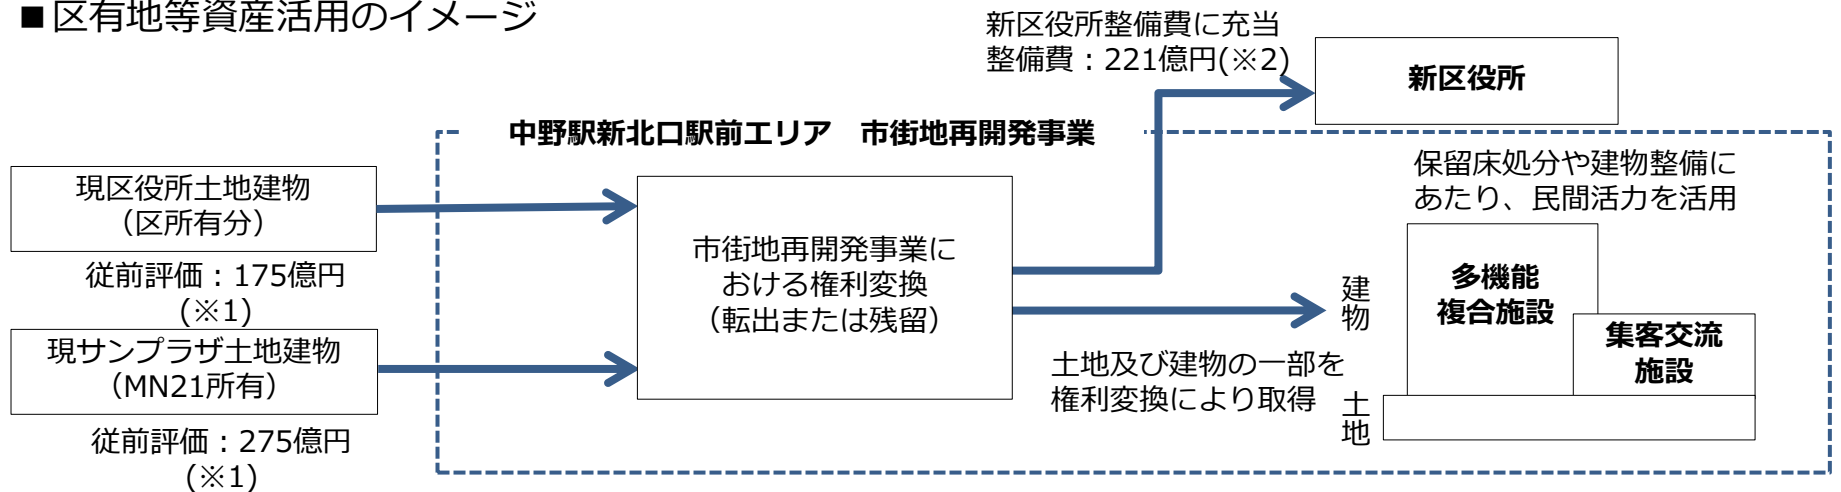 ■区有地等資産活用のイメージ
新区役所整備費に充当
整備費：221億円(※2)
新区役所
中野駅新北口駅前エリア　市街地再開発事業
現区役所土地建物
（区所有分）
従前評価：175億円
(※1)
現サンプラザ土地建物
（MN21所有）
従前評価：275億円
(※1)
市街地再開発事業に
おける権利変換
（転出または残留）
保留床処分や建物整備に
あたり、民間活力を活用
建物
多機能
複合施設
集客交流
施設
土地及び建物の一部を
権利変換により取得
土地